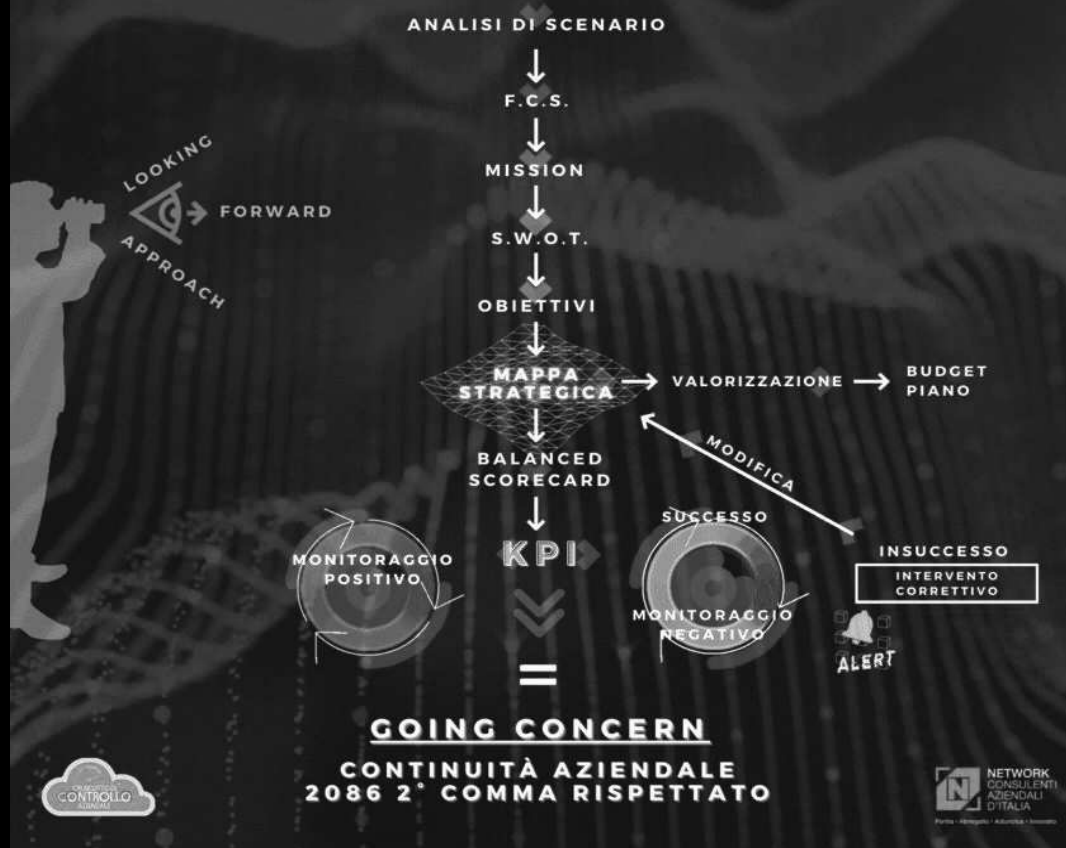 ANALISI DI SCENARIO
F.C.S.
MISSION
LOOKING
FORWARD
APPROACH
S.W.O.T.
OBIETTIVI
MAPPA
STRATEGICA
VALORIZZAZIONE
BUDGET
PIANO
MODIFICA
BALANCED
SCORECARD
SUCCESSO
KPI
MONITORAGGIO
POSITIVO
INSUCCESSO
INTERVENTO
CORRETTIVO
MONITORAGGIO
NEGATIVO
ALERT
=
GOING CONCERN
CONTINUITÀ AZIENDALE
2086 2° COMMA RISPETTATO
CONTROLLO
AZIENDALE
N
NETWORK
CONSULENTI
AZIENDALI
D'ITALIA